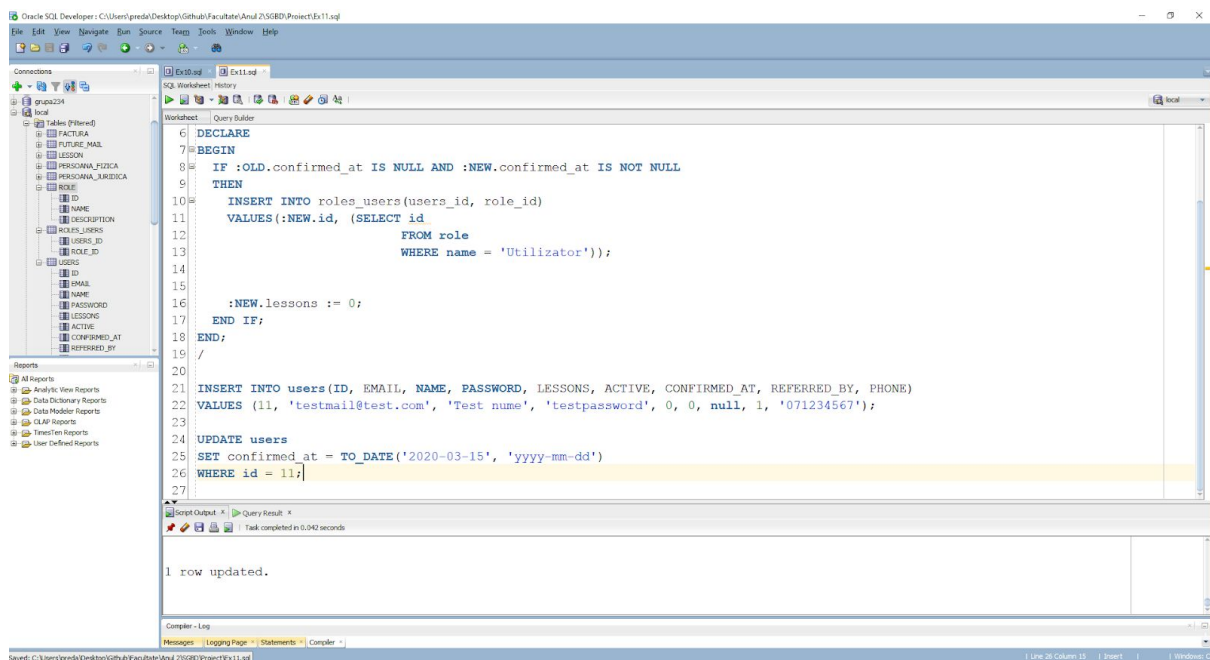 Oracle SQL Developer : C:\Users\preda\Desktop\Github\Facultate\Anul 2\SGBD\Proiect\Ex11.sql
File Edit View Navigate Run Source Team Tools Window Help
Connections
grupa234
local
Tables (Filtered)
FACTURA
FUTURE_MAIL
LESSON
PERSOANA_FIZICA
PERSOANA_JURIDICA
ROLE
ID
NAME
DESCRIPTION
ROLES_USERS
USERS_ID
ROLE_ID
USERS
ID
EMAIL
NAME
PASSWORD
LESSONS
ACTIVE
CONFIRMED_AT
REFERRED_BY
Reports
All Reports
Analytic View Reports
Data Dictionary Reports
Data Modeler Reports
OLAP Reports
TimesTen Reports
User Defined Reports
Ex10.sql Ex11.sql
SQL Worksheet History
local
Worksheet Query Builder
6 DECLARE
7 BEGIN
8 IF :OLD.confirmed_at IS NULL AND :NEW.confirmed_at IS NOT NULL
9 THEN
10 INSERT INTO roles_users(users_id, role_id)
11 VALUES(:NEW.id, (SELECT id
12 FROM role
13 WHERE name = 'Utilizator'));
14
15
16 :NEW.lessons := 0;
17 END IF;
18 END;
19 /
20
21 INSERT INTO users(ID, EMAIL, NAME, PASSWORD, LESSONS, ACTIVE, CONFIRMED_AT, REFERRED_BY, PHONE)
22 VALUES (11, 'testmail@test.com', 'Test nume', 'testpassword', 0, 0, null, 1, '071234567');
23
24 UPDATE users
25 SET confirmed_at = TO_DATE('2020-03-15', 'yyyy-mm-dd')
26 WHERE id = 11;
27
Script Output Query Result
Task completed in 0.042 seconds
1 row updated.
Compiler - Log
Messages Logging Page Statements Compiler
Saved: C:\Users\preda\Desktop\Github\Facultate\Anul 2\SGBD\Proiect\Ex11.sql
Line 26 Column 15 Insert Windows: C